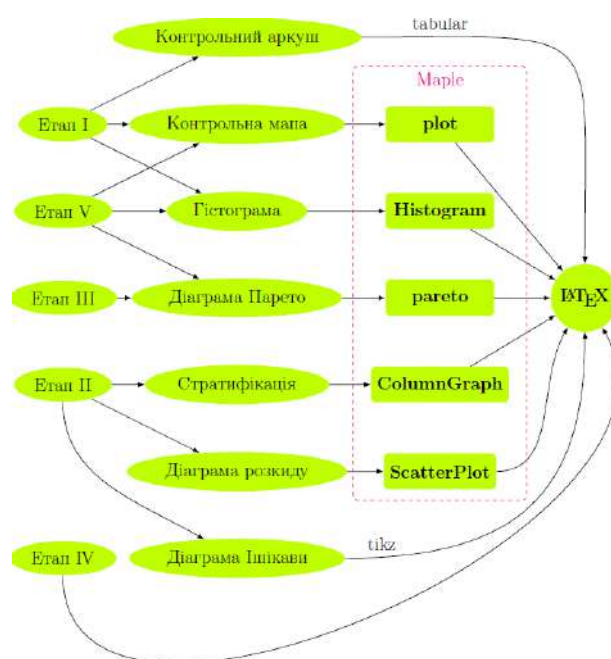 Контрольний аркуш
tabular
Maple
Етап I
Контрольна мапа
plot
Етап V
Гістограма
Histogram
Етап III
Діаграма Парето
pareto
LATEX
Етап II
Стратифікація
ColumnGraph
Діаграма розкиду
ScatterPlot
Етап IV
Діаграма Ішікави
tikz